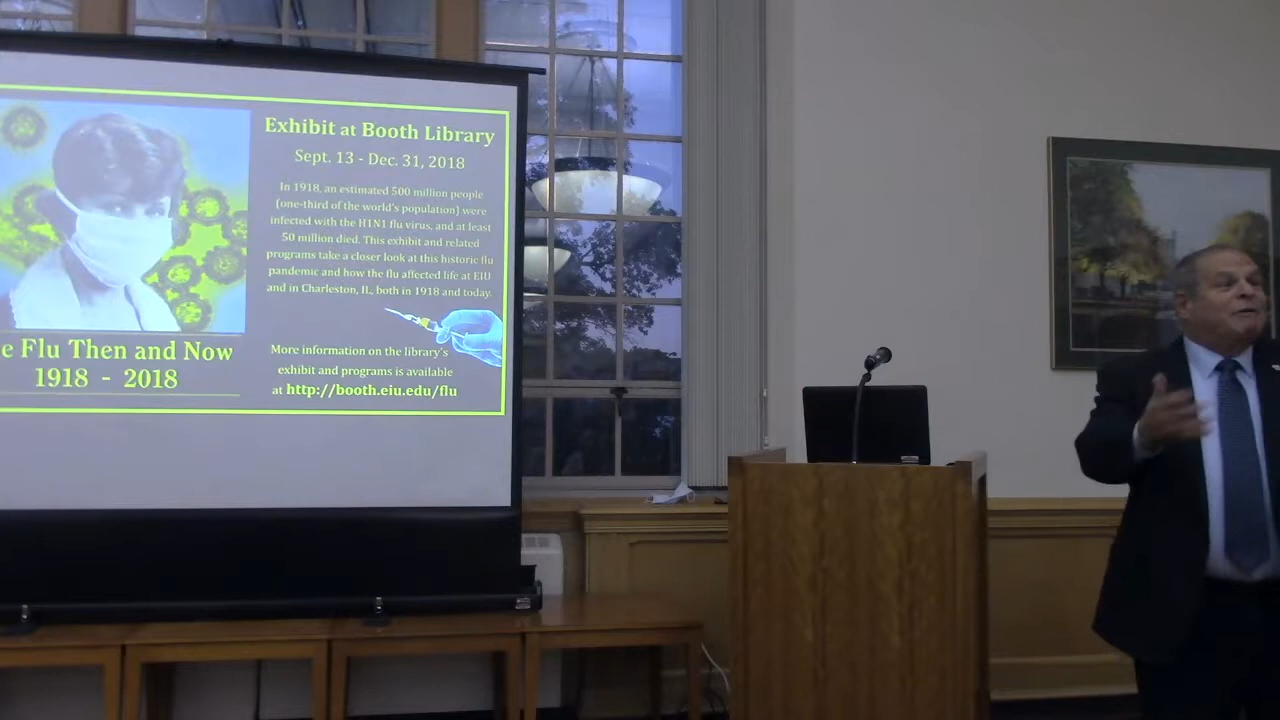 Exhibit at Booth Library
Sept. 13 - Dec. 31, 2018
In 1918, an estimated 500 million people
(one-third of the world's population) were
infected with the H1N1 flu virus, and at least
50 million died. This exhibit and related
programs take a closer look at this historic flu
pandemic and how the flu affected life at EIU
and in Charleston, IL, both in 1918 and today.
e Flu Then and Now
1918 - 2018
More information on the library's
exhibit and programs is available
at http://booth.eiu.edu/flu